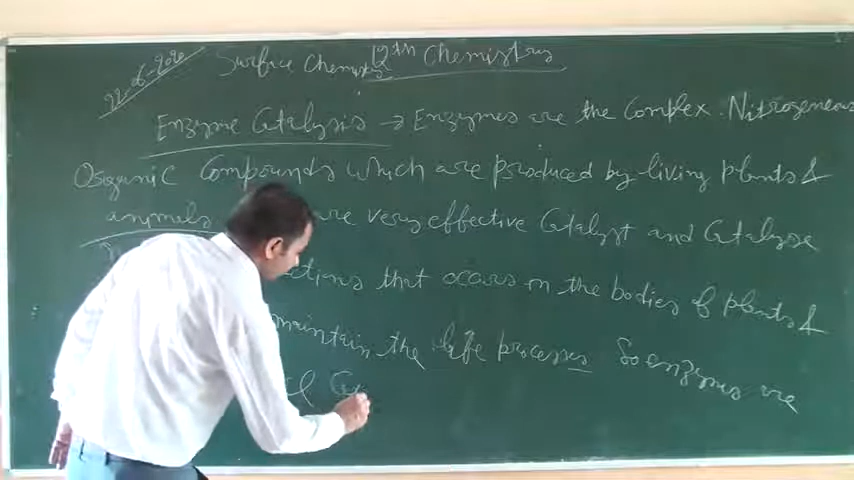 22-06-2020 Surface Chemistry 12th Chemistry
Enzyme Catalysis → Enzymes are the Complex Nitrogeneous
Organic Compounds which are produced by living plants &
animals are very effective Catalyst and Catalyse
that occurs on the bodies of plants &
maintain the life processes So enzymes are